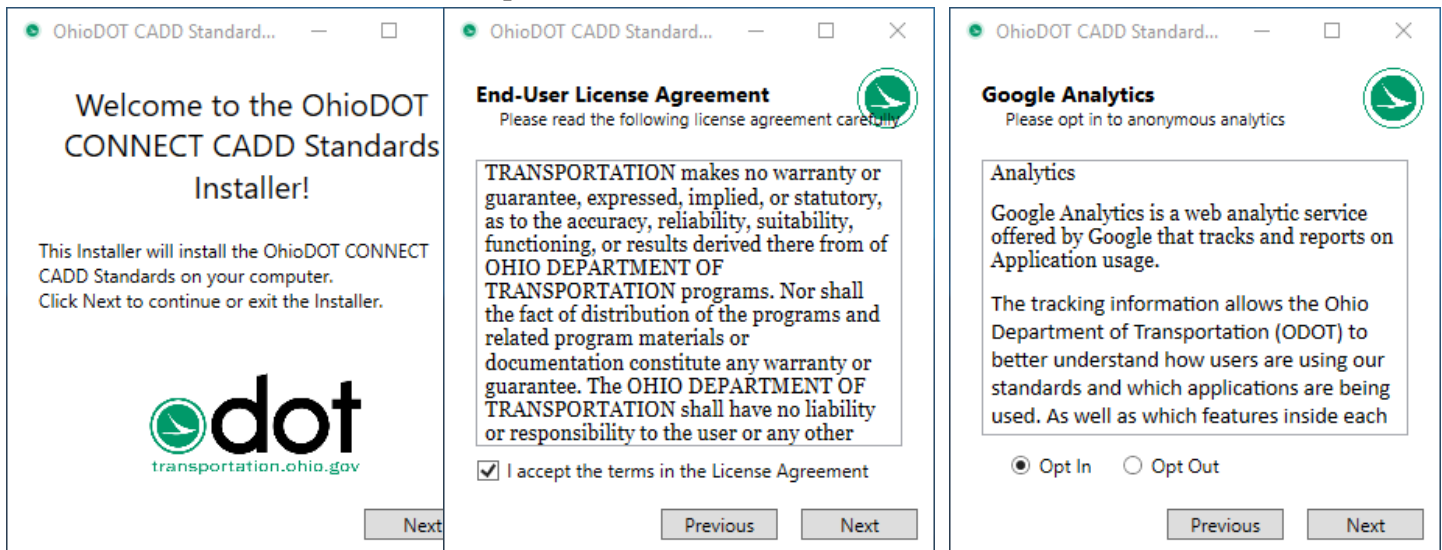 OhioDOT CADD Standard...
Welcome to the OhioDOT
CONNECT CADD Standards
Installer!
This Installer will install the OhioDOT CONNECT
CADD Standards on your computer.
Click Next to continue or exit the Installer.
odot
transportation.ohio.gov
Next
OhioDOT CADD Standard...
End-User License Agreement
Please read the following license agreement carefully.
TRANSPORTATION makes no warranty or
guarantee, expressed, implied, or statutory,
as to the accuracy, reliability, suitability,
functioning, or results derived there from of
OHIO DEPARTMENT OF
TRANSPORTATION programs. Nor shall
the fact of distribution of the programs and
related program materials or
documentation constitute any warranty or
guarantee. The OHIO DEPARTMENT OF
TRANSPORTATION shall have no liability
or responsibility to the user or any other
I accept the terms in the License Agreement
Previous Next
OhioDOT CADD Standard...
Google Analytics
Please opt in to anonymous analytics
Analytics
Google Analytics is a web analytic service
offered by Google that tracks and reports on
Application usage.
The tracking information allows the Ohio
Department of Transportation (ODOT) to
better understand how users are using our
standards and which applications are being
used. As well as which features inside each
Opt In Opt Out
Previous Next